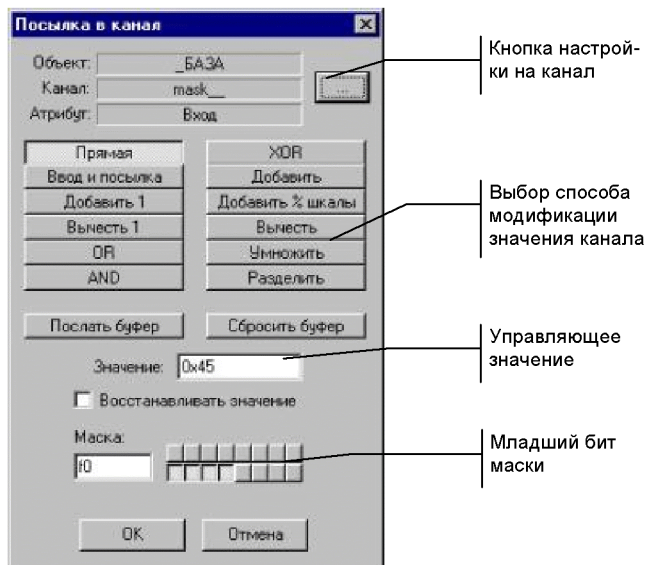 Посылка в канал
Объект: _БАЗА
Канал: mask__
Атрибут: Вход
...
Прямая
XOR
Ввод и посылка
Добавить
Добавить 1
Добавить % шкалы
Вычесть 1
Вычесть
OR
Умножить
AND
Разделить
Послать буфер
Сбросить буфер
Значение: 0x45
Восстанавливать значение
Маска:
f0
OK
Отмена
Кнопка настрой-
ки на канал
Выбор способа
модификации
значения канала
Управляющее
значение
Младший бит
маски